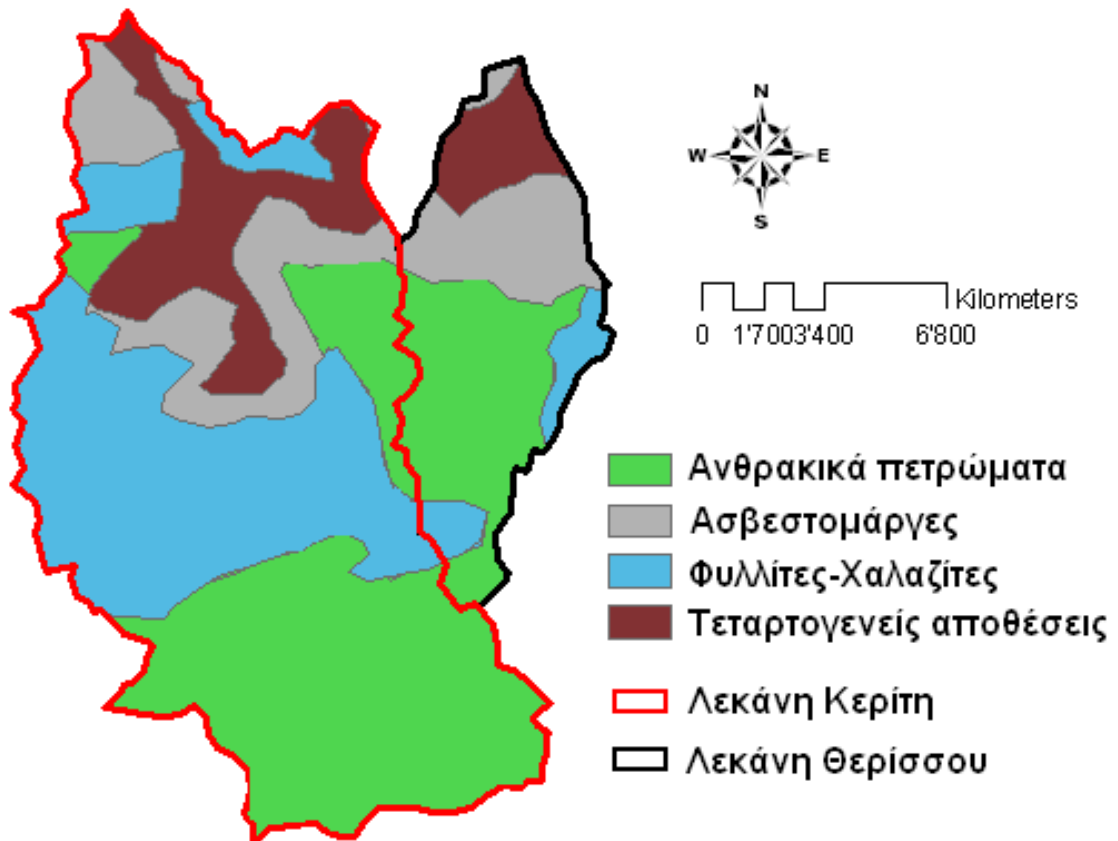 N
W E
S
Kilometers
0 1'7003'400 6'800
Ανθρακικά πετρώματα
Ασβεστομάργες
Φυλλίτες-Χαλαζίτες
Τεταρτογενείς αποθέσεις
Λεκάνη Κερίτη
Λεκάνη Θερίσσου